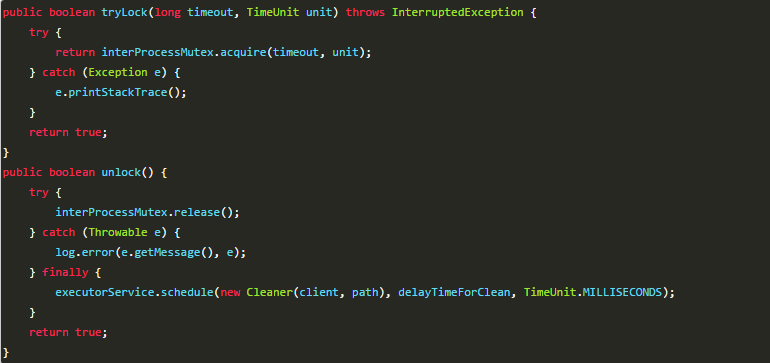 public boolean tryLock(long timeout, TimeUnit unit) throws InterruptedException {
    try {
        return interProcessMutex.acquire(timeout, unit);
    } catch (Exception e) {
        e.printStackTrace();
    }
    return true;
}
public boolean unlock() {
    try {
        interProcessMutex.release();
    } catch (Throwable e) {
        log.error(e.getMessage(), e);
    } finally {
        executorService.schedule(new Cleaner(client, path), delayTimeForClean, TimeUnit.MILLISECONDS);
    }
    return true;
}